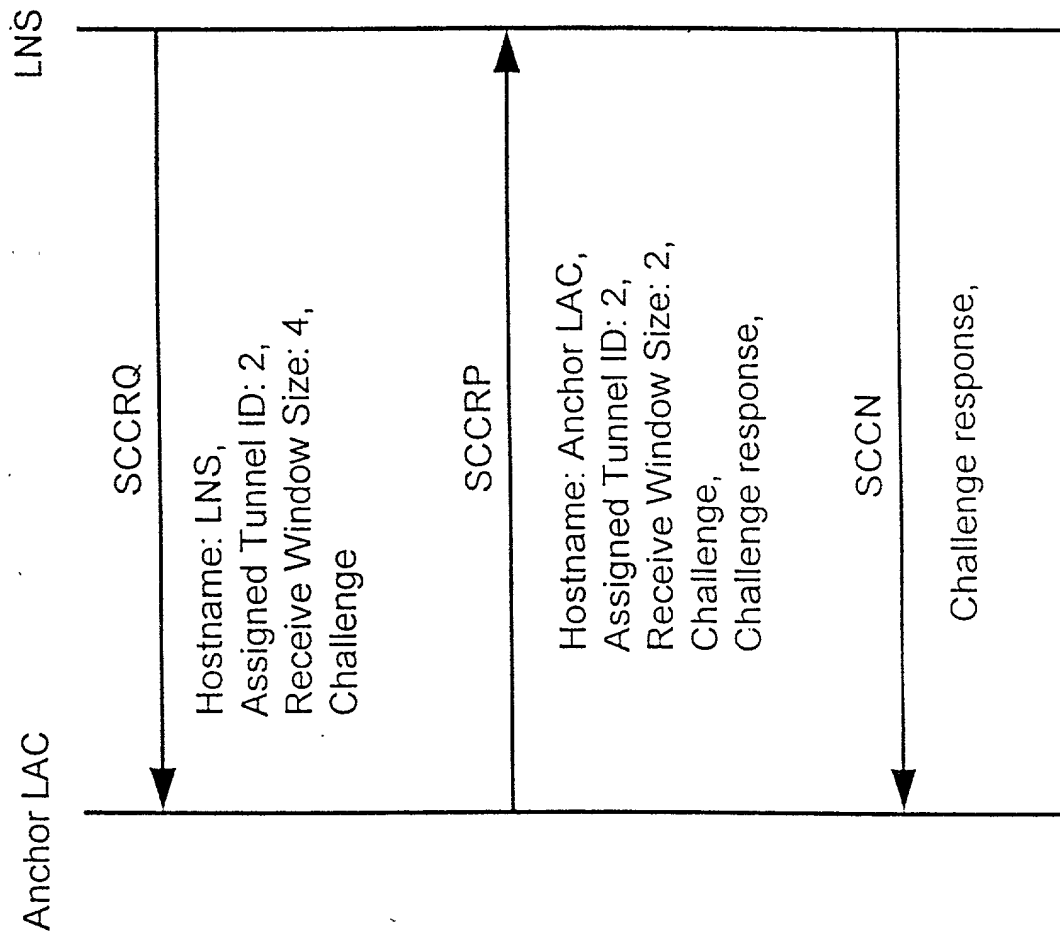 Anchor LAC
LNS
SCCRQ
Hostname: LNS,
Assigned Tunnel ID: 2,
Receive Window Size: 4,
Challenge
SCCRP
Hostname: Anchor LAC,
Assigned Tunnel ID: 2,
Receive Window Size: 2,
Challenge,
Challenge response,
SCCN
Challenge response,